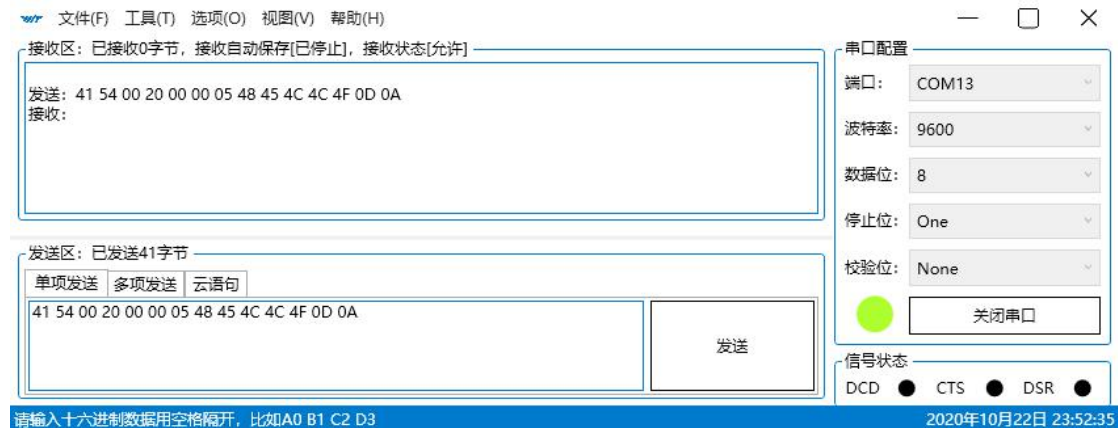 文件(F) 工具(T) 选项(O) 视图(V) 帮助(H)
接收区：已接收0字节，接收自动保存[已停止]，接收状态[允许]
发送：41 54 00 20 00 00 05 48 45 4C 4C 4F 0D 0A
接收：
发送区：已发送41字节
单项发送 多项发送 云语句
41 54 00 20 00 00 05 48 45 4C 4C 4F 0D 0A
发送
串口配置
端口： COM13
波特率： 9600
数据位： 8
停止位： One
校验位： None
关闭串口
信号状态
DCD CTS DSR
请输入十六进制数据用空格隔开，比如A0 B1 C2 D3
2020年10月22日 23:52:35